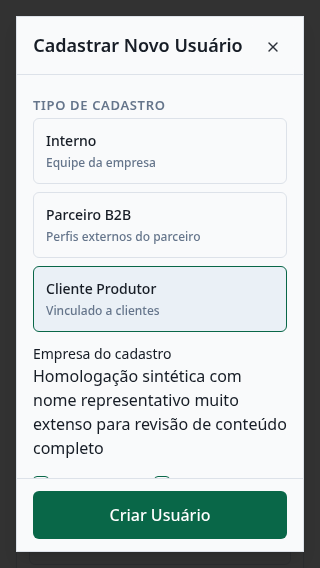 Cadastrar Novo Usuário
TIPO DE CADASTRO
Interno
Equipe da empresa
Parceiro B2B
Perfis externos do parceiro
Cliente Produtor
Vinculado a clientes
Empresa do cadastro
Homologação sintética com
nome representativo muito
extenso para revisão de conteúdo
completo
Criar Usuário